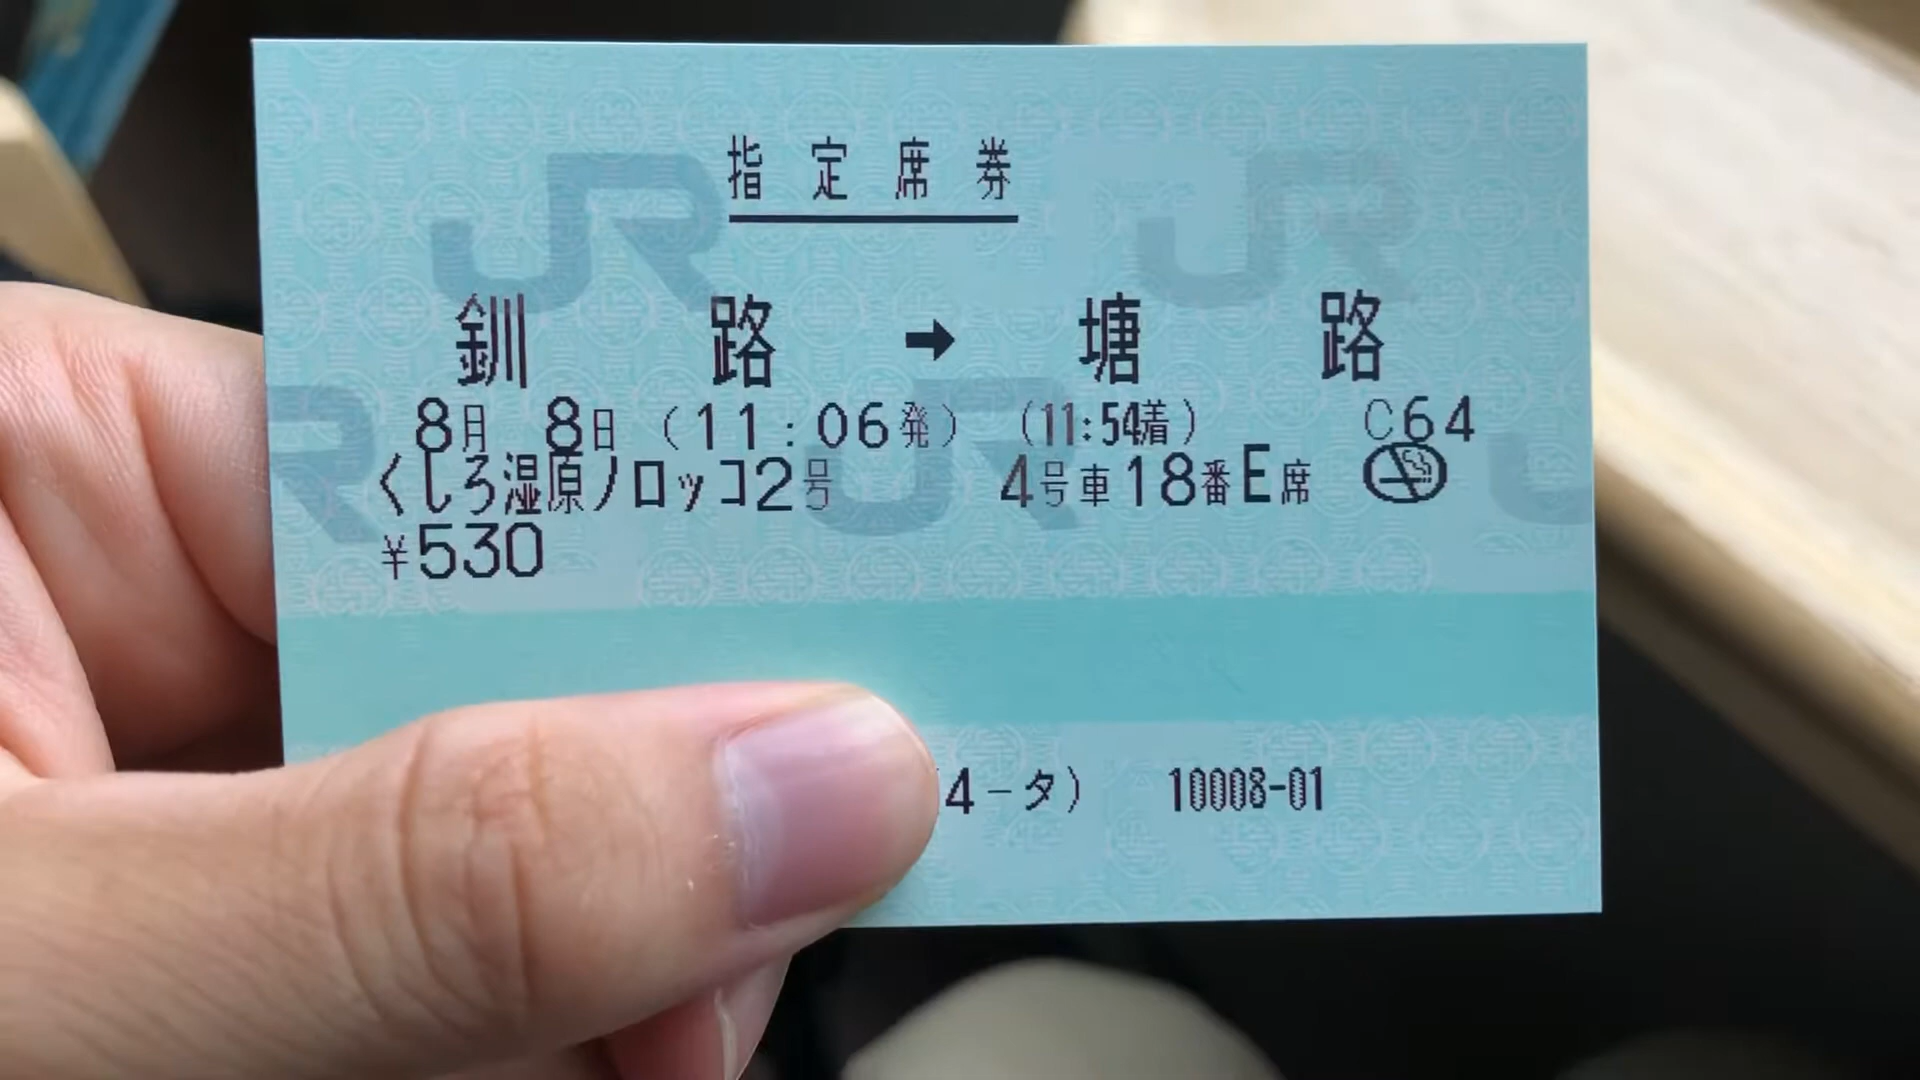 指定席券
釧路➡塘路
8月 8日 (11:06発) (11:54着) C64
くしろ湿原ノロッコ2号 4号車18番E席
¥530
4-タ) 10008-01